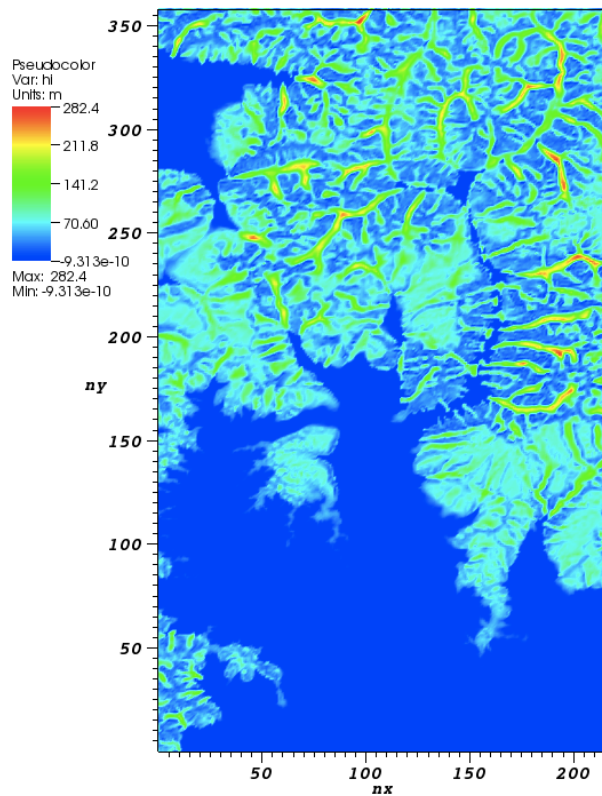 Pseudocolor
Var: hi
Units: m
282.4
211.8
141.2
70.60
-9.313e-10
Max: 282.4
Min: -9.313e-10
350
300
250
200
150
100
50
ny
50
100
150
200
nx